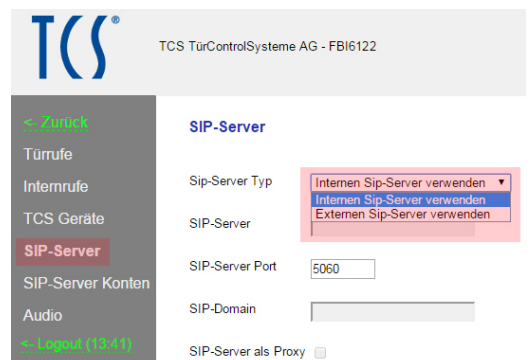 TCS®
TCS TürControlSysteme AG - FBI6122
<- Zurück
Türrufe
Internrufe
TCS Geräte
SIP-Server
SIP-Server Konten
Audio
<- Logout (13:41)
SIP-Server
Sip-Server Typ
Internen Sip-Server verwenden
Internen Sip-Server verwenden
Externen Sip-Server verwenden
SIP-Server
SIP-Server Port
5060
SIP-Domain
SIP-Server als Proxy